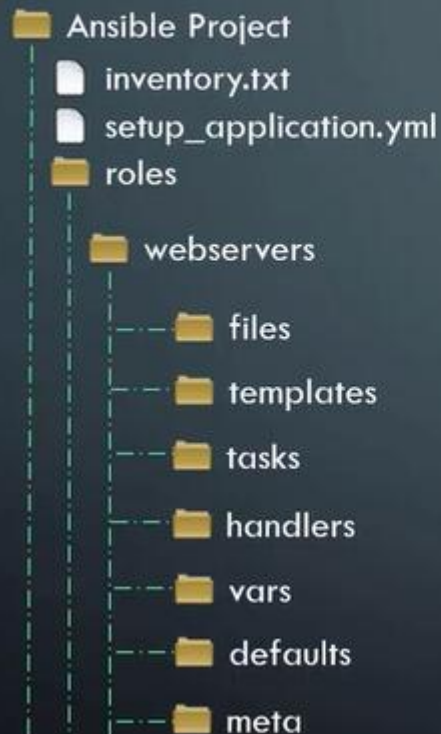 Ansible Project
inventory.txt
setup_application.yml
roles
webservers
files
templates
tasks
handlers
vars
defaults
meta